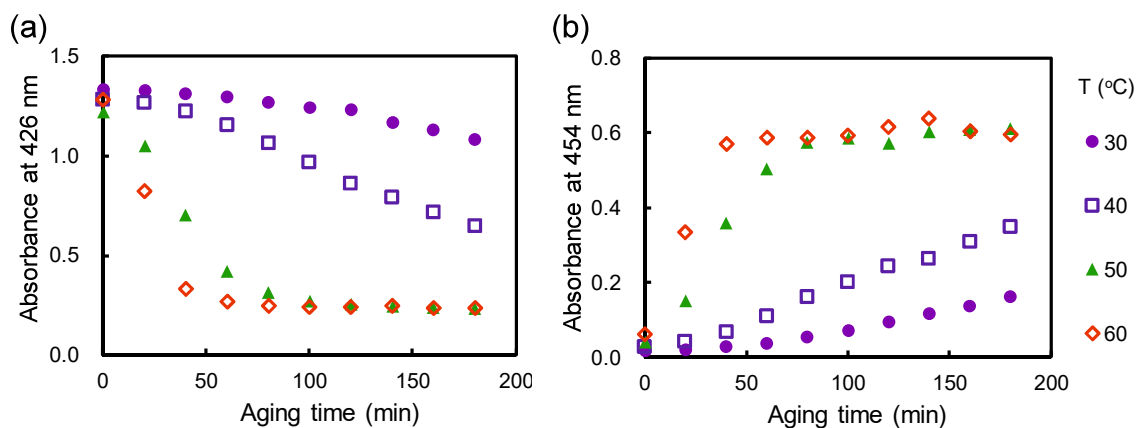 (a)
Absorbance at 426 nm
1.5
1.0
0.5
0.0
0 50 100 150 200
Aging time (min)
(b)
Absorbance at 454 nm
0.8
0.6
0.4
0.2
0.0
0 50 100 150 200
Aging time (min)
T (°C)
30
40
50
60